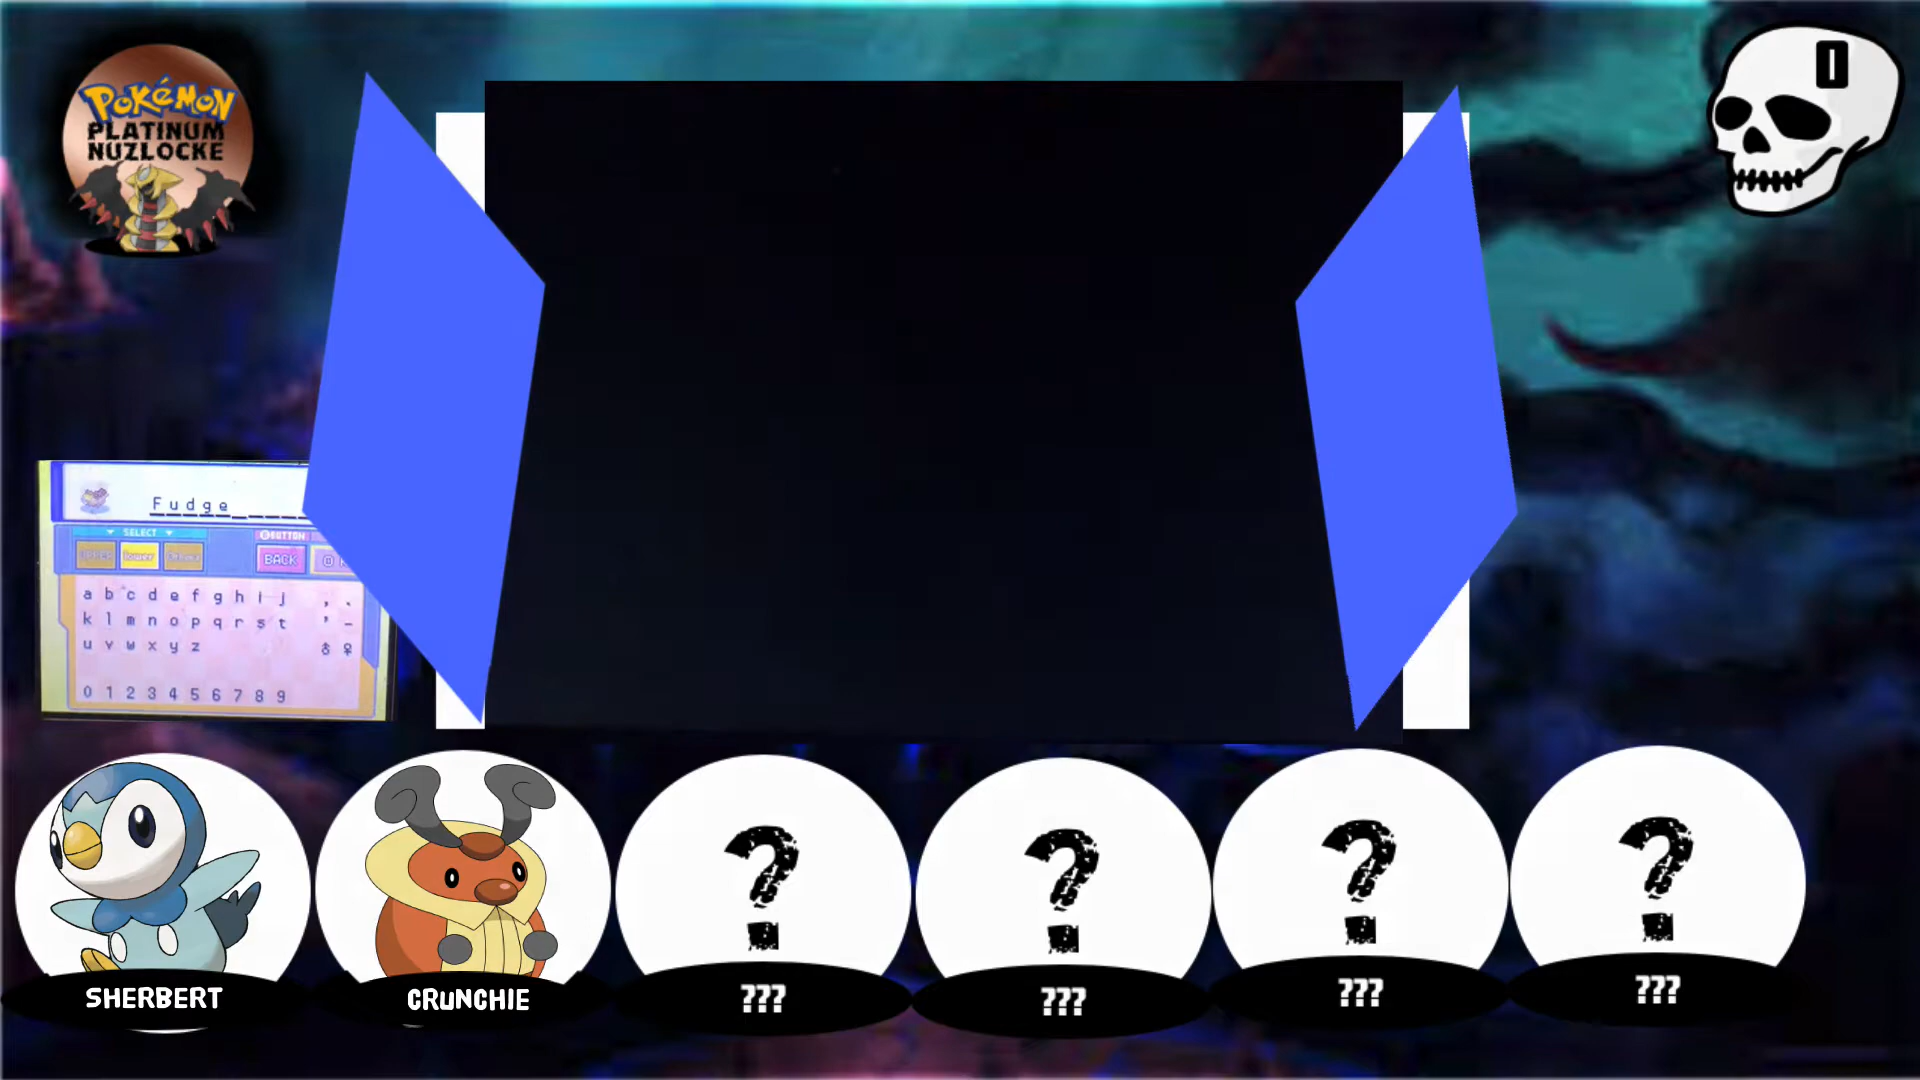 POKéMON
PLATINUM
NUZLOCKE
0
Fudge
SELECT
BUTTON
lower
BACK
a b c d e f g h i j , .
k l m n o p q r s t ' -
u v w x y z ♂ ♀
0 1 2 3 4 5 6 7 8 9
?
?
?
?
SHERBERT
CRUNCHIE
???
???
???
???